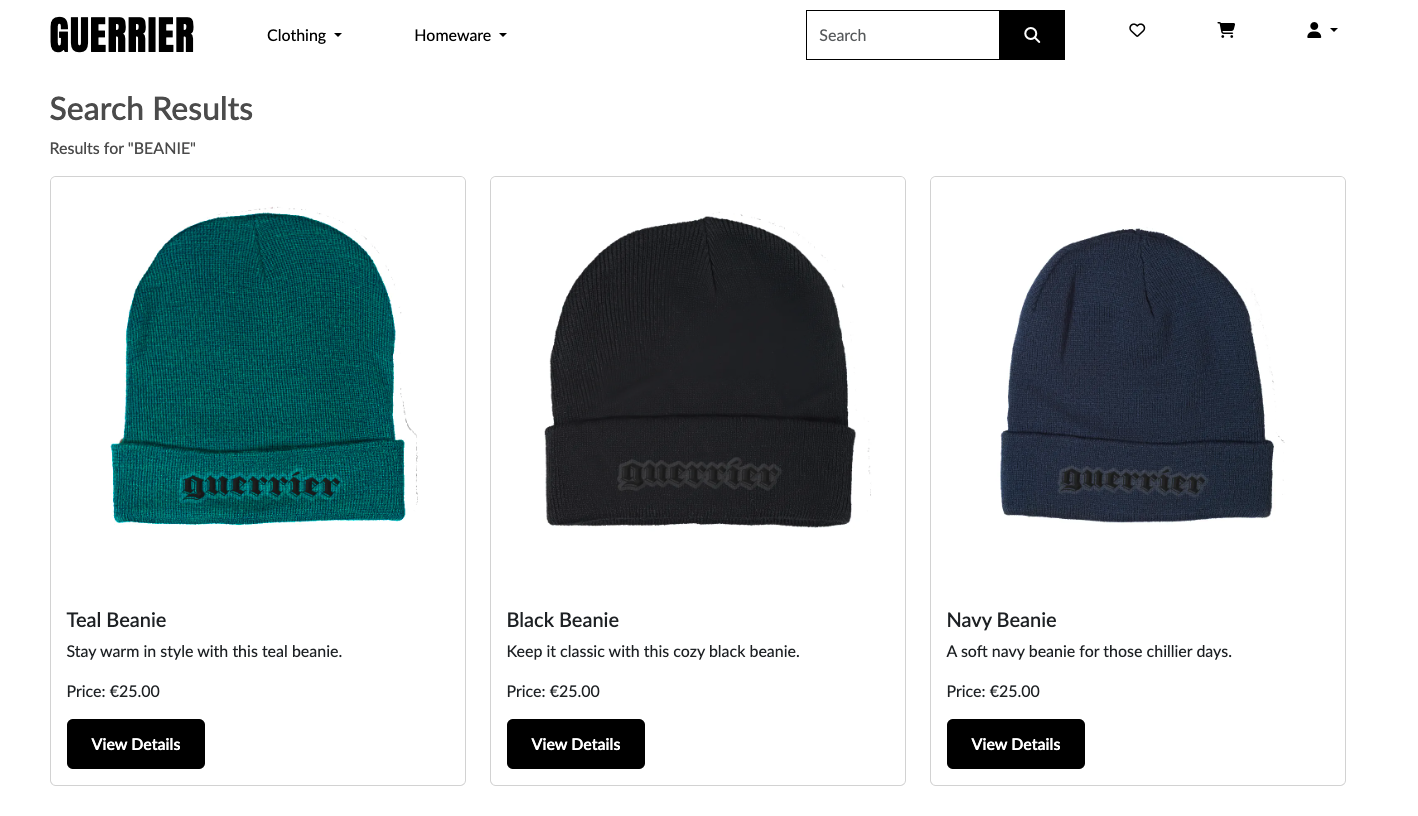 GUERRIER
Clothing
Homeware
Search
Search Results
Results for "BEANIE"
guerrier
guerrier
guerrier
Teal Beanie
Stay warm in style with this teal beanie.
Price: €25.00
View Details
Black Beanie
Keep it classic with this cozy black beanie.
Price: €25.00
View Details
Navy Beanie
A soft navy beanie for those chillier days.
Price: €25.00
View Details